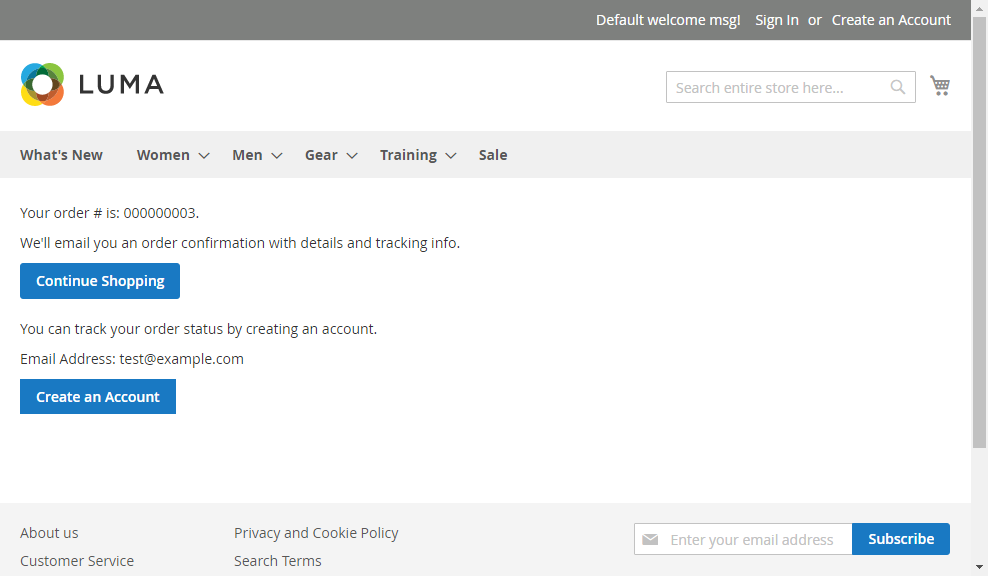 Default welcome msg! Sign In or Create an Account
LUMA
Search entire store here...
What's New Women Men Gear Training Sale
Your order # is: 000000003.
We'll email you an order confirmation with details and tracking info.
Continue Shopping
You can track your order status by creating an account.
Email Address: test@example.com
Create an Account
About us Privacy and Cookie Policy Enter your email address Subscribe
Customer Service Search Terms